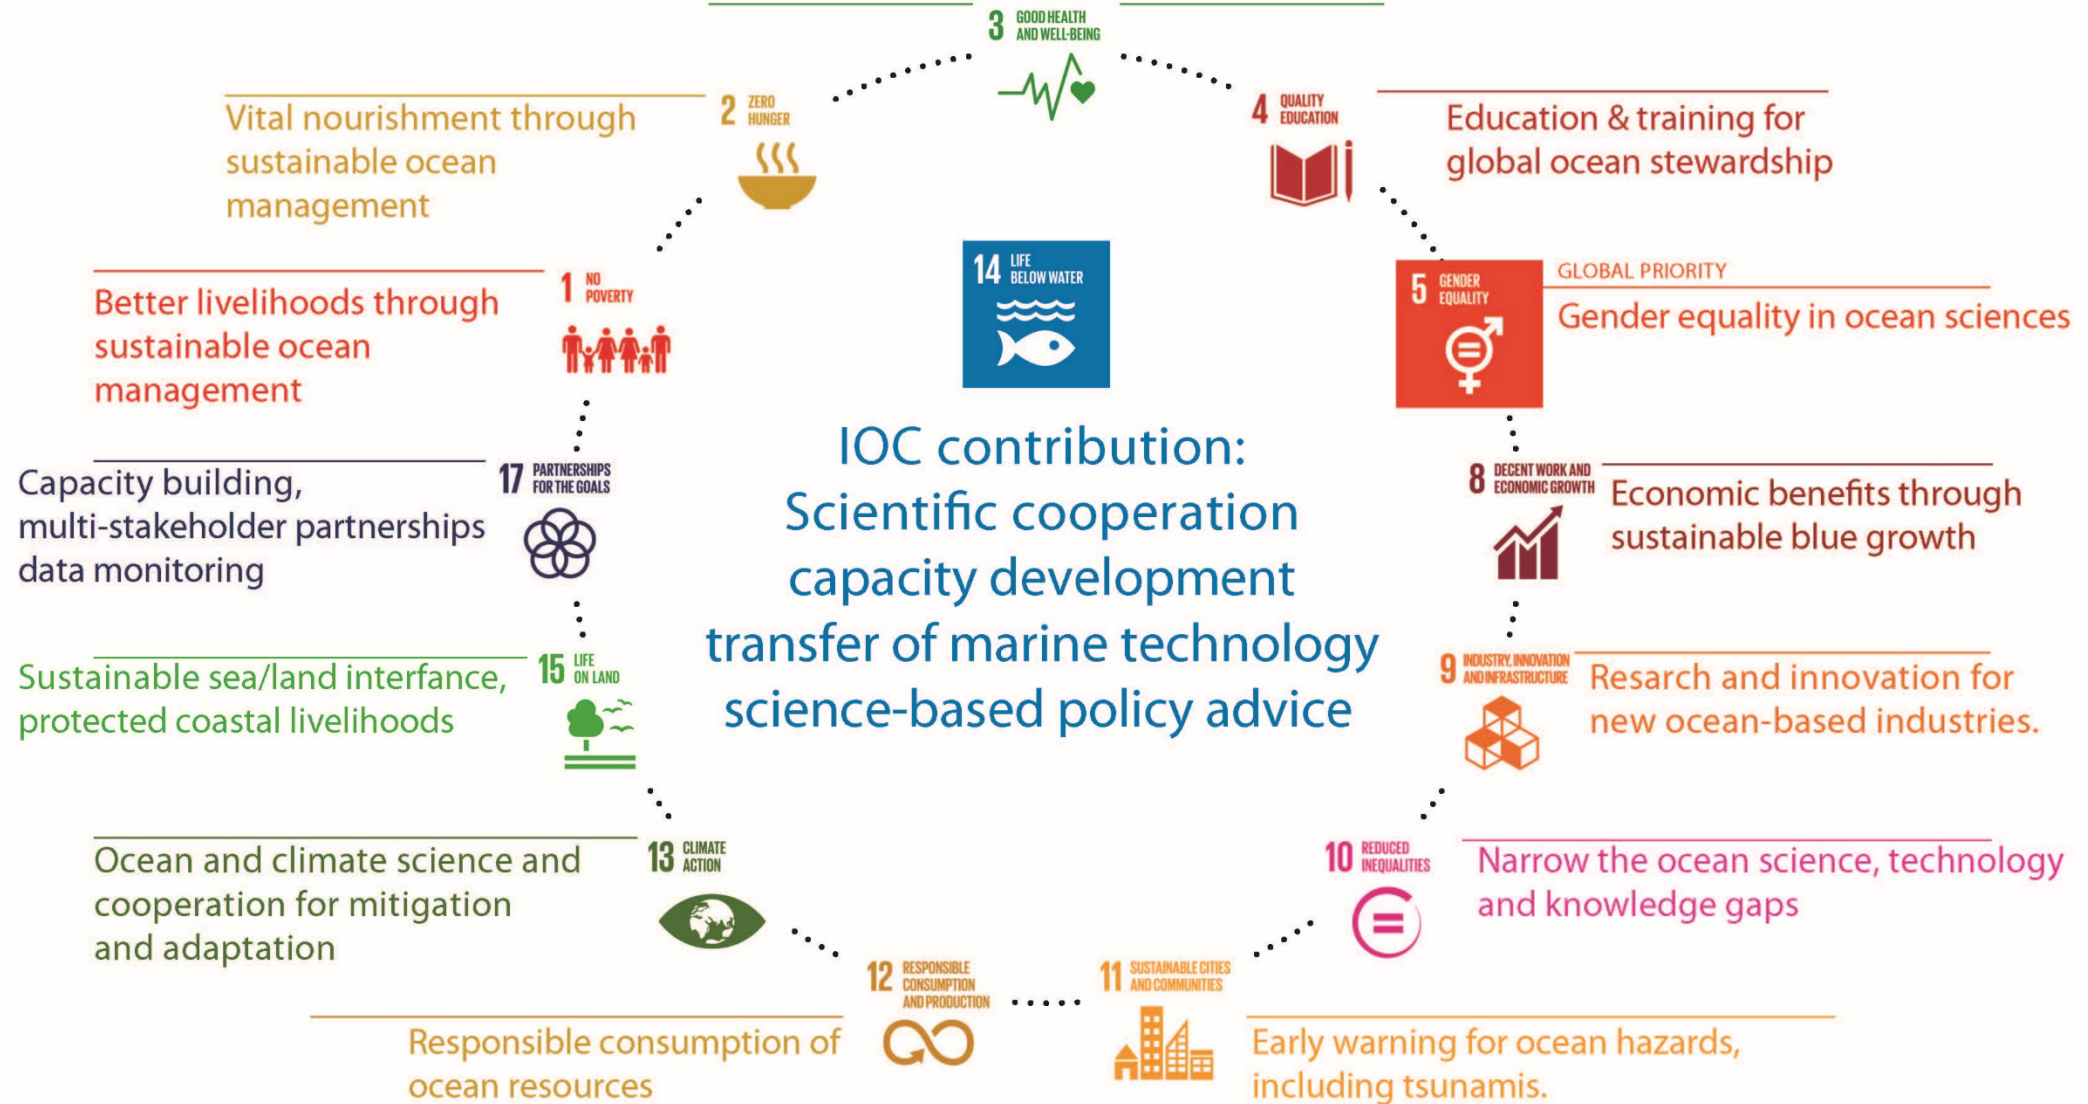 3 GOOD HEALTH
AND WELL-BEING
2 ZERO
HUNGER
Vital nourishment through
sustainable ocean
management
4 QUALITY
EDUCATION
Education & training for
global ocean stewardship
1 NO
POVERTY
Better livelihoods through
sustainable ocean
management
14 LIFE
BELOW WATER
5 GENDER
EQUALITY
GLOBAL PRIORITY
Gender equality in ocean sciences
17 PARTNERSHIPS
FOR THE GOALS
Capacity building,
multi-stakeholder partnerships
data monitoring
IOC contribution:
Scientific cooperation
capacity development
transfer of marine technology
science-based policy advice
8 DECENT WORK AND
ECONOMIC GROWTH
Economic benefits through
sustainable blue growth
15 LIFE
ON LAND
Sustainable sea/land interfance,
protected coastal livelihoods
9 INDUSTRY, INNOVATION
AND INFRASTRUCTURE
Resarch and innovation for
new ocean-based industries.
13 CLIMATE
ACTION
Ocean and climate science and
cooperation for mitigation
and adaptation
10 REDUCED
INEQUALITIES
Narrow the ocean science, technology
and knowledge gaps
12 RESPONSIBLE
CONSUMPTION
AND PRODUCTION
Responsible consumption of
ocean resources
11 SUSTAINABLE CITIES
AND COMMUNITIES
Early warning for ocean hazards,
including tsunamis.